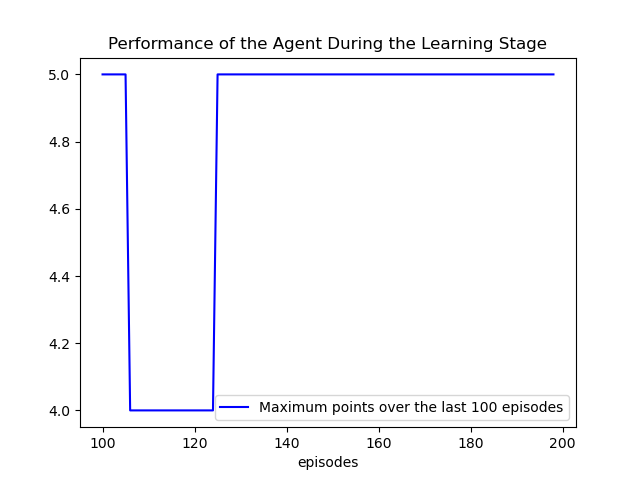 Performance of the Agent During the Learning Stage
5.0
4.8
4.6
4.4
4.2
4.0
Maximum points over the last 100 episodes
100 120 140 160 180 200
episodes